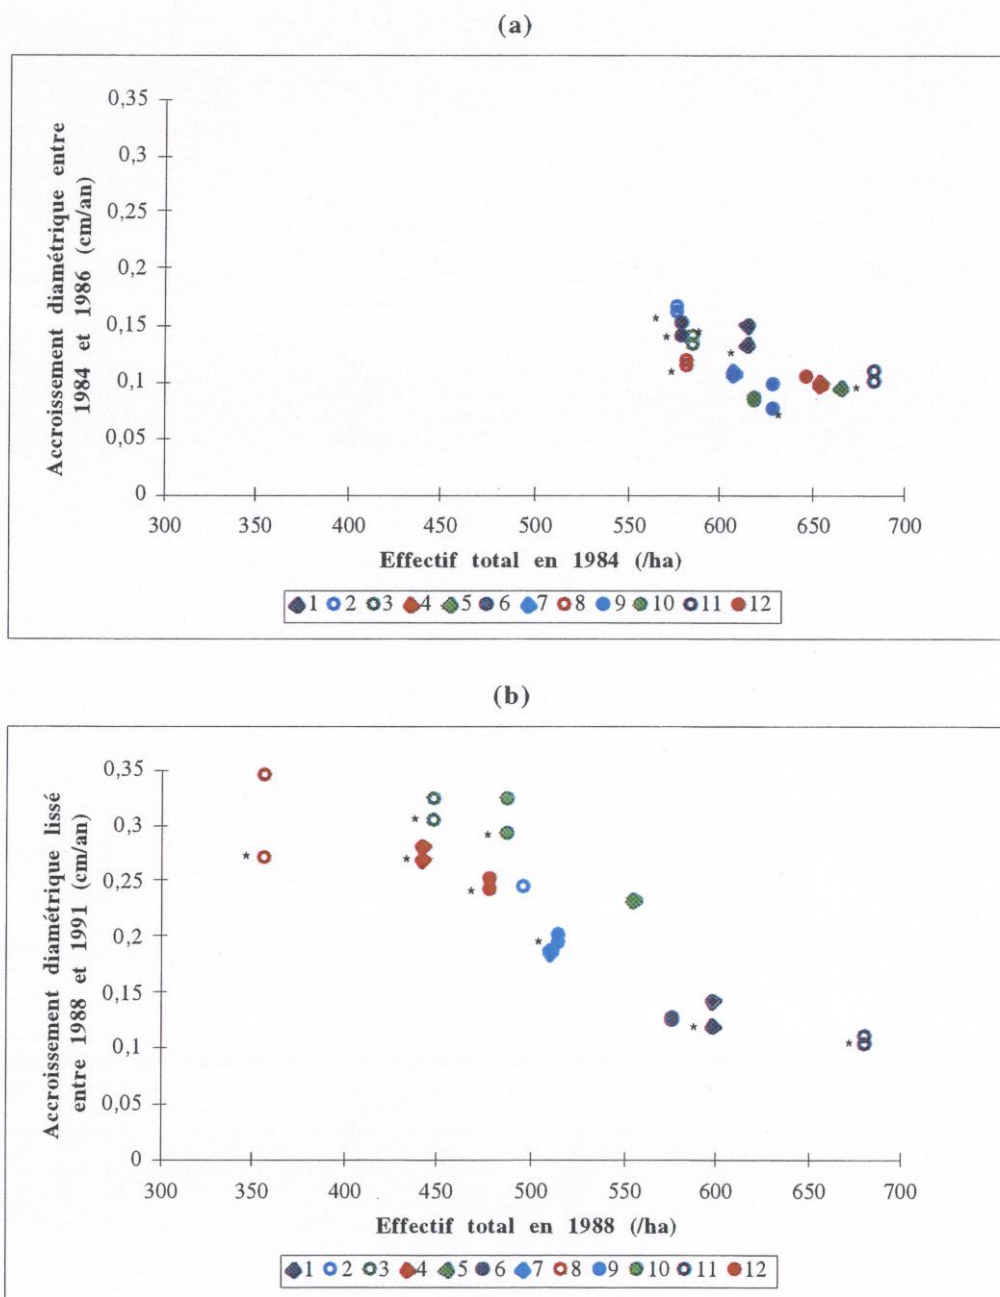 (a)
Accroissement diamétrique entre
1984 et 1986 (cm/an)
0,35
0,3
0,25
0,2
0,15
0,1
0,05
0
* * * * * * * *
300 350 400 450 500 550 600 650 700
Effectif total en 1984 (/ha)
1 2 3 4 5 6 7 8 9 10 11 12
(b)
Accroissement diamétrique lissé
entre 1988 et 1991 (cm/an)
0,35
0,3
0,25
0,2
0,15
0,1
0,05
0
* * * * * * * *
300 350 400 450 500 550 600 650 700
Effectif total en 1988 (/ha)
1 2 3 4 5 6 7 8 9 10 11 12